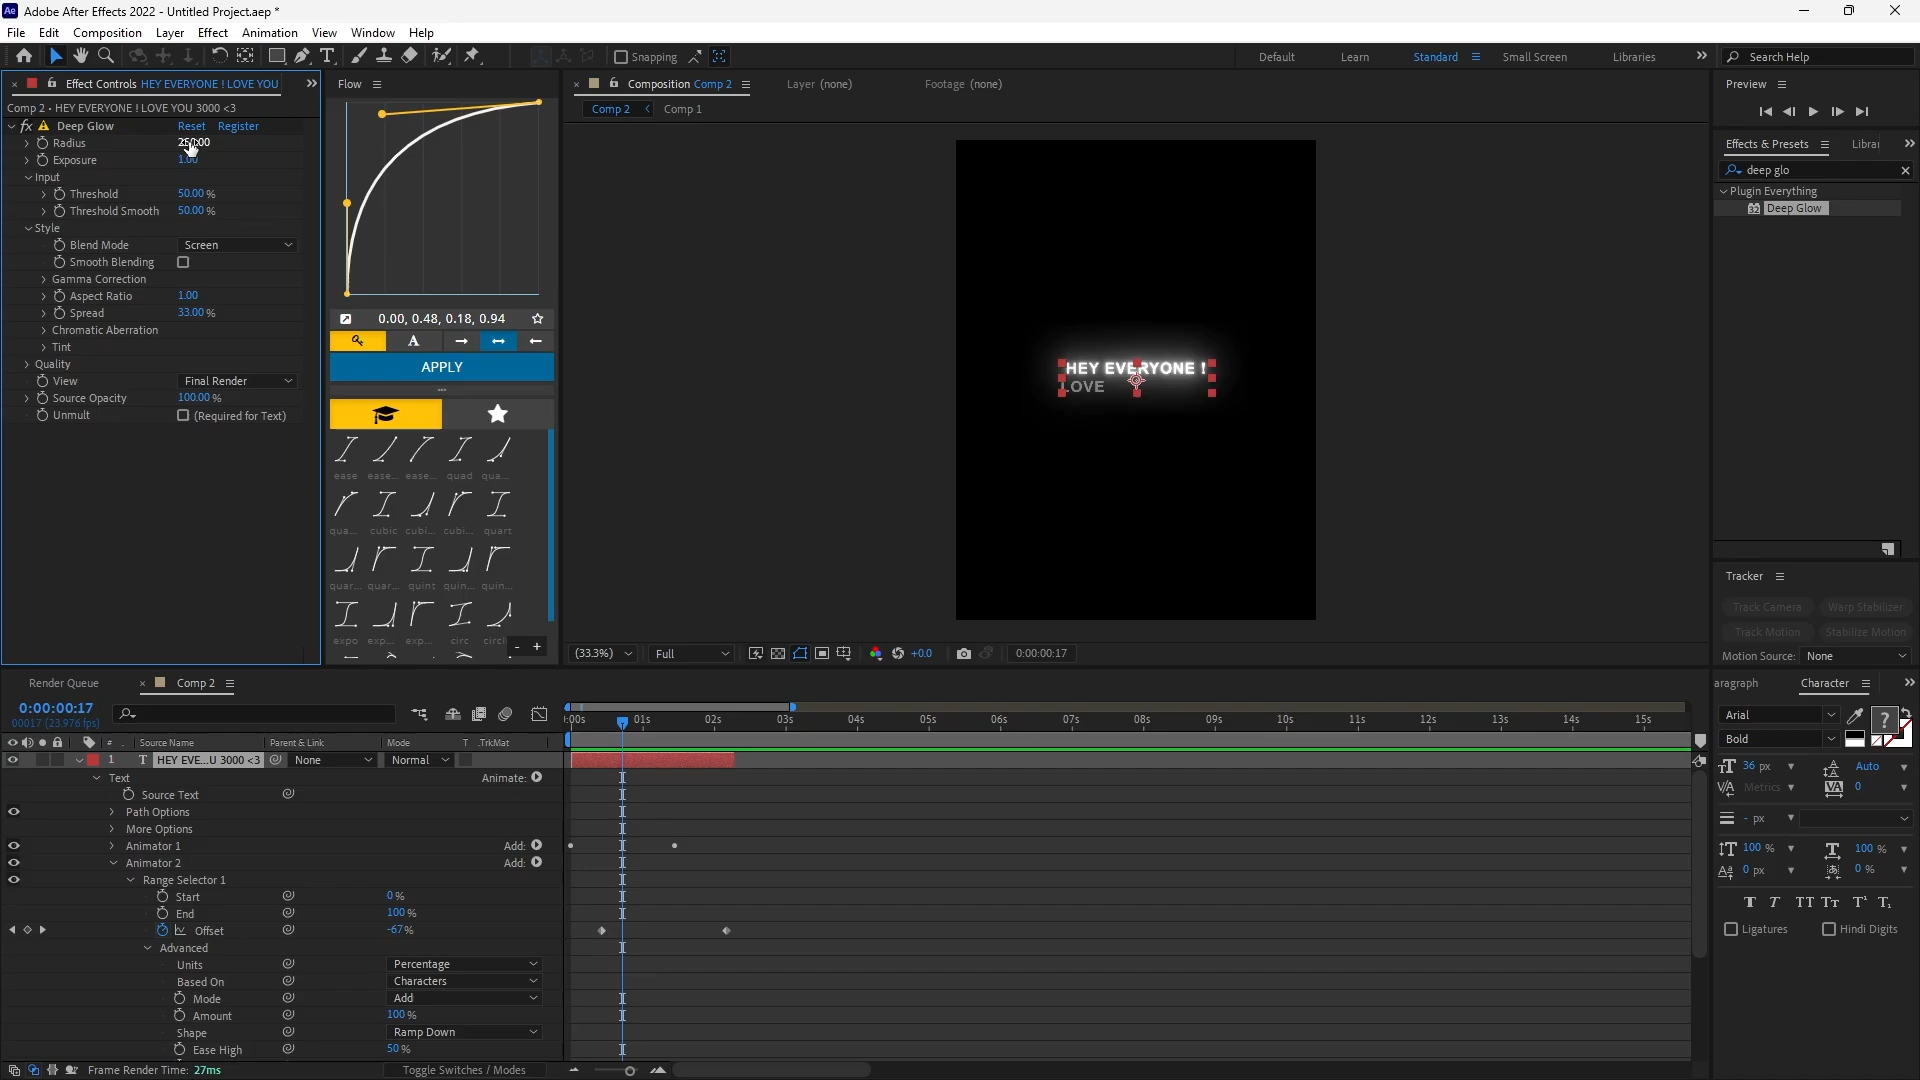 Adobe After Effects 2022 - Untitled Project.aep *
File Edit Composition Layer Effect Animation View Window Help
Snapping
Default Learn Standard Small Screen Libraries
Search Help
Effect Controls HEY EVERYONE ! LOVE YOU
Comp 2 • HEY EVERYONE ! LOVE YOU 3000 <3
fx Deep Glow Reset Register
Radius
Exposure 1.00
Input
Threshold 50.00 %
Threshold Smooth 50.00 %
Style
Blend Mode Screen
Smooth Blending
Gamma Correction
Aspect Ratio 1.00
Spread 33.00 %
Chromatic Aberration
Tint
Quality
View Final Render
Source Opacity 100.00 %
Unmult (Required for Text)
Flow
0.00, 0.48, 0.18, 0.94
A
APPLY
ease ease... ease... quad qua...
qua... cubic cubi... cubi... quart
quar... quar... quint quin... quin...
expo exp... exp... circ circl
- +
Composition Comp 2 Layer (none) Footage (none)
Comp 2 Comp 1
HEY EVERYONE !
LOVE
(33.3%) Full +0.0 0:00:00:17
Preview
Effects & Presets Librai
deep glo
Plugin Everything
32 Deep Glow
Tracker
Track Camera Warp Stabilizer
Track Motion Stabilize Motion
Motion Source: None
aragraph Character
Arial
Bold
36 px Auto
Metrics 0
- px
100 % 100 %
0 px 0 %
T T TT Tt T¹ T₁
Ligatures Hindi Digits
Render Queue Comp 2
0:00:00:17
00017 (23.976 fps)
:00s 01s 02s 03s 04s 05s 06s 07s 08s 09s 10s 11s 12s 13s 14s 15s
# Source Name Parent & Link Mode T .TrkMat
1 T HEY EVE...U 3000 <3 None Normal
Text Animate:
Source Text
Path Options
More Options
Animator 1 Add:
Animator 2 Add:
Range Selector 1
Start 0 %
End 100 %
Offset -67%
Advanced
Units Percentage
Based On Characters
Mode Add
Amount 100 %
Shape Ramp Down
Ease High 50 %
Frame Render Time: 27ms Toggle Switches / Modes